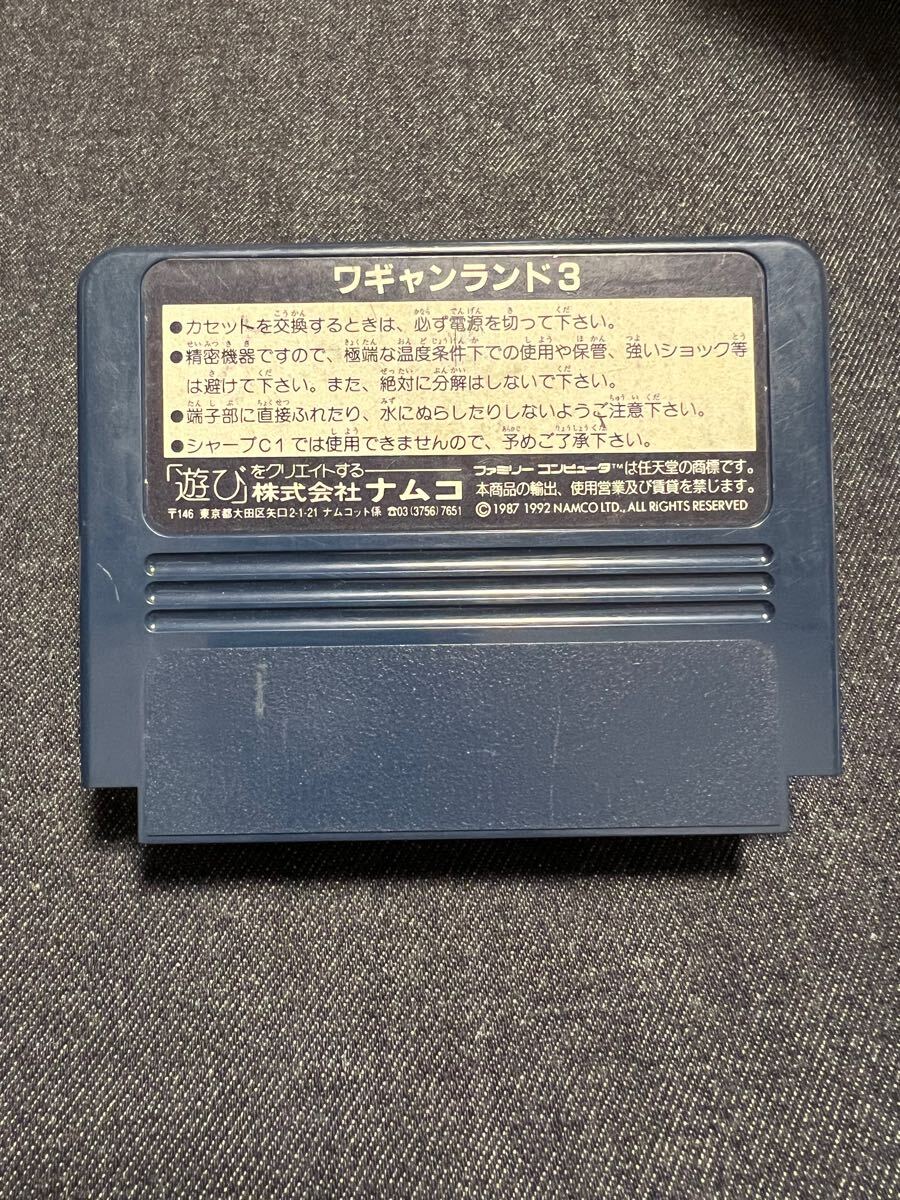 ワギャンランド3
●カセットを交換するときは、必ず電源を切って下さい。
●精密機器ですので、極端な温度条件下での使用や保管、強いショック等
は避けて下さい。また、絶対に分解はしないで下さい。
●端子部に直接ふれたり、水にぬらしたりしないようご注意下さい。
●シャープC1では使用できませんので、予めご了承下さい。
「遊び」をクリエイトする
株式会社ナムコ
〒146 東京都大田区矢口2-1-21 ナムコット係 ☎03(3756)7651
ファミリーコンピュータ™は任天堂の商標です。
本商品の輸出、使用営業及び賃貸を禁じます。
©1987 1992 NAMCO LTD., ALL RIGHTS RESERVED